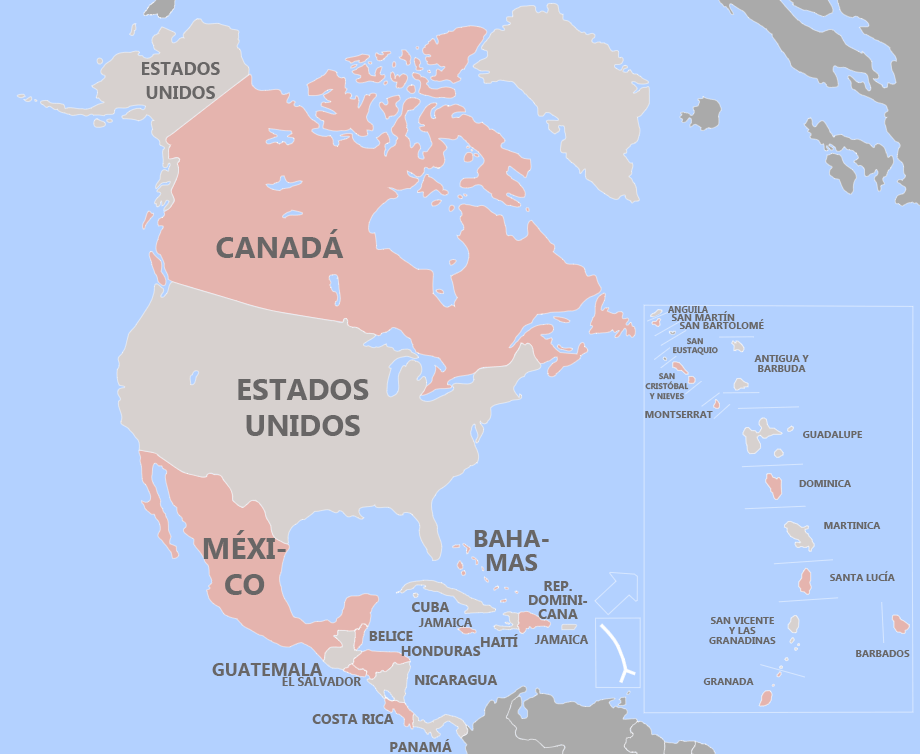 ESTADOS
UNIDOS
CANADÁ
ESTADOS
UNIDOS
MÉXI-
CO
BAHA-
MAS
CUBA
JAMAICA
HAITÍ
REP.
DOMINI-
CANA
JAMAICA
BELICE
HONDURAS
GUATEMALA
EL SALVADOR
NICARAGUA
COSTA RICA
PANAMÁ
ANGUILA
SAN MARTÍN
SAN BARTOLOMÉ
SAN
EUSTAQUIO
ANTIGUA Y
BARBUDA
SAN
CRISTÓBAL
Y NIEVES
MONTSERRAT
GUADALUPE
DOMINICA
MARTINICA
SANTA LUCÍA
SAN VICENTE
Y LAS
GRANADINAS
BARBADOS
GRANADA